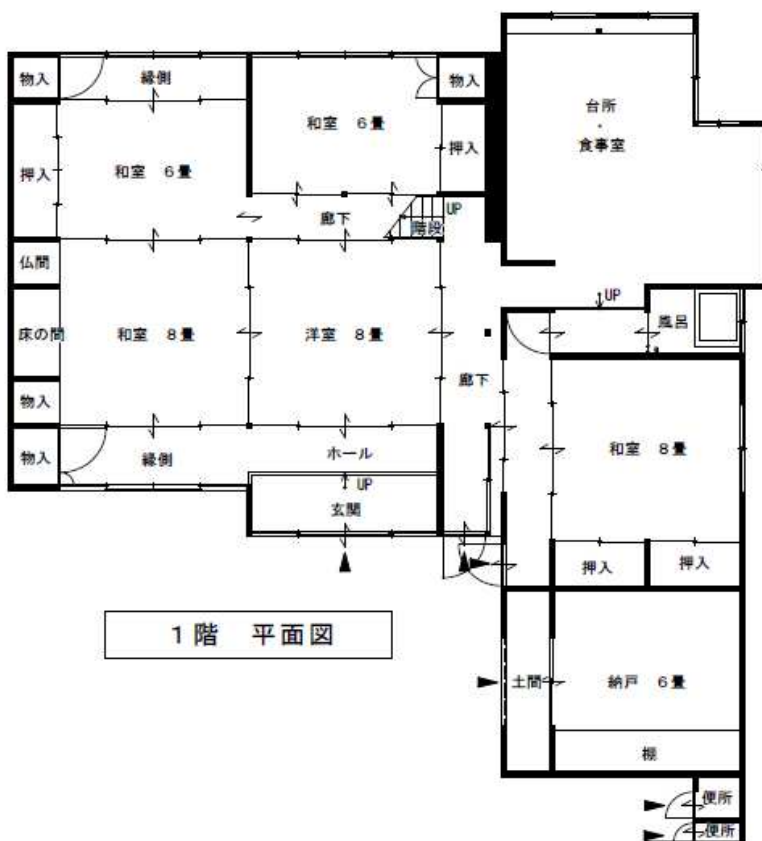 物入
縁側
和室 6畳
物入
押入
台所
・
食事室
押入
和室 6畳
廊下
UP
階段
仏間
床の間
和室 8畳
洋室 8畳
廊下
UP
風呂
物入
和室 8畳
物入
縁側
ホール
UP
玄関
押入
押入
1階 平面図
土間
納戸 6畳
棚
便所
便所